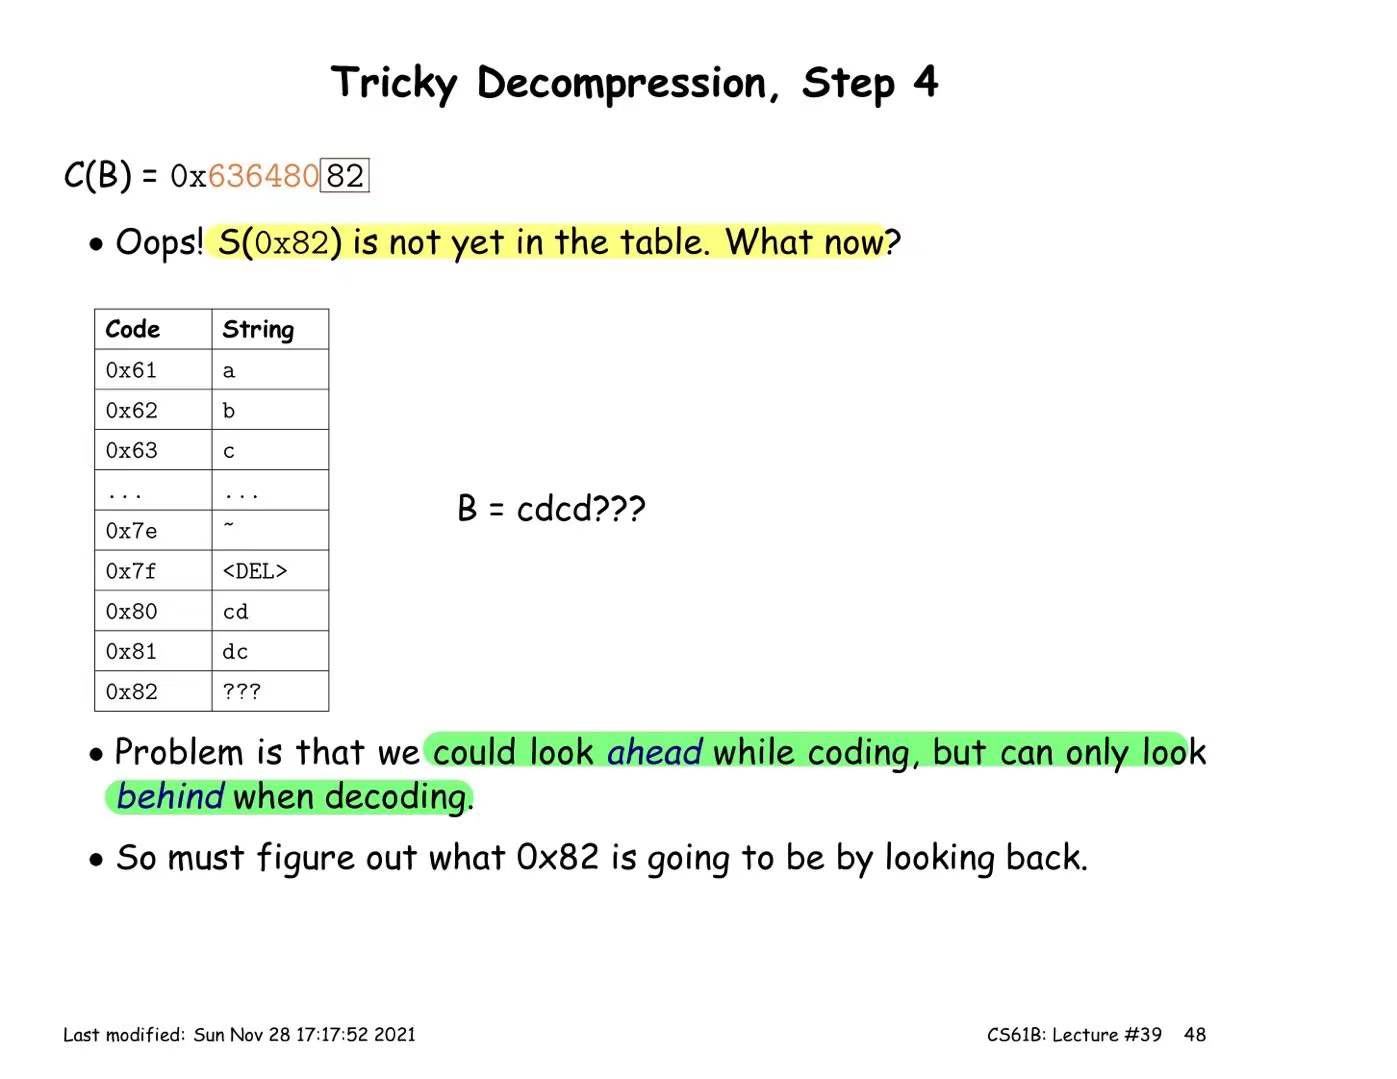 Tricky Decompression, Step 4
C(B) = 0x63648082
• Oops! S(0x82) is not yet in the table. What now?
Code String
0x61 a
0x62 b
0x63 c
... ...
0x7e ~
0x7f <DEL>
0x80 cd
0x81 dc
0x82 ???
B = cdcd???
• Problem is that we could look ahead while coding, but can only look
behind when decoding.
• So must figure out what 0x82 is going to be by looking back.
Last modified: Sun Nov 28 17:17:52 2021 CS61B: Lecture #39 48